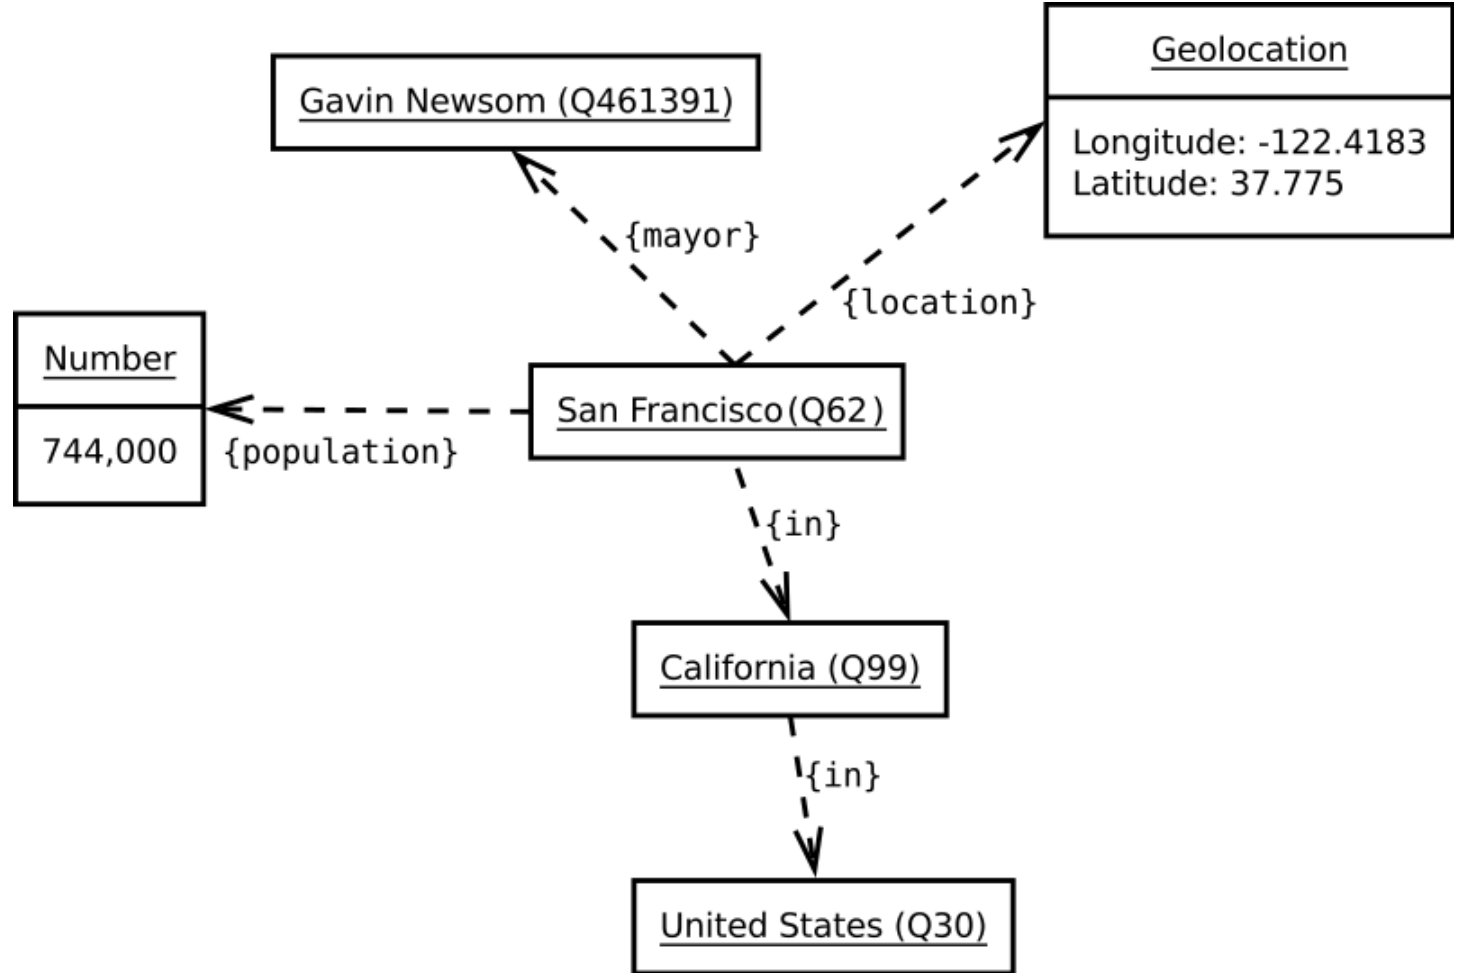 Geolocation
Gavin Newsom (Q461391)
Longitude: -122.4183
Latitude: 37.775
{mayor}
{location}
Number
San Francisco(Q62)
744,000
{population}
{in}
California (Q99)
{in}
United States (Q30)